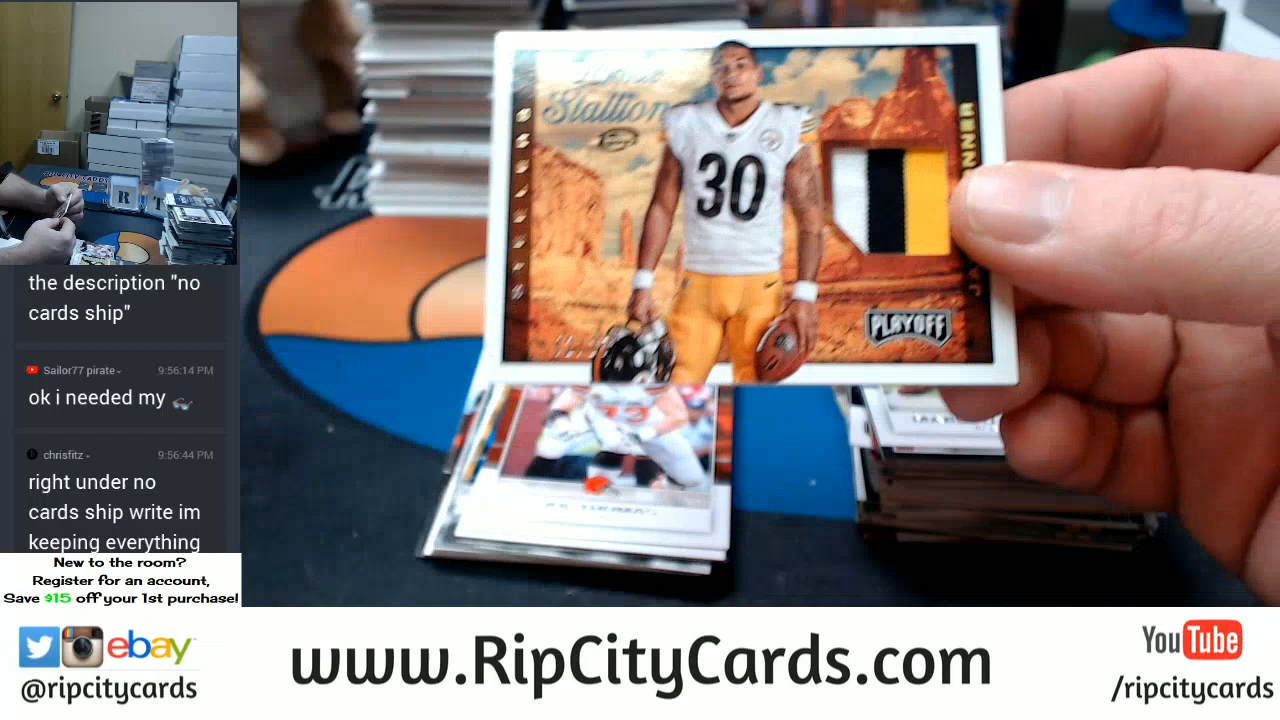 the description "no
cards ship"
Sailor77 pirate
9:56:14 PM
ok i needed my
chrisfitz
9:56:44 PM
right under no
cards ship write im
keeping everything
New to the room?
Register for an account,
Save $15 off your 1st purchase!
Stallion
30
PLAYOFF
ebay
@ripcitycards
www.RipCityCards.com
YouTube
/ripcitycards